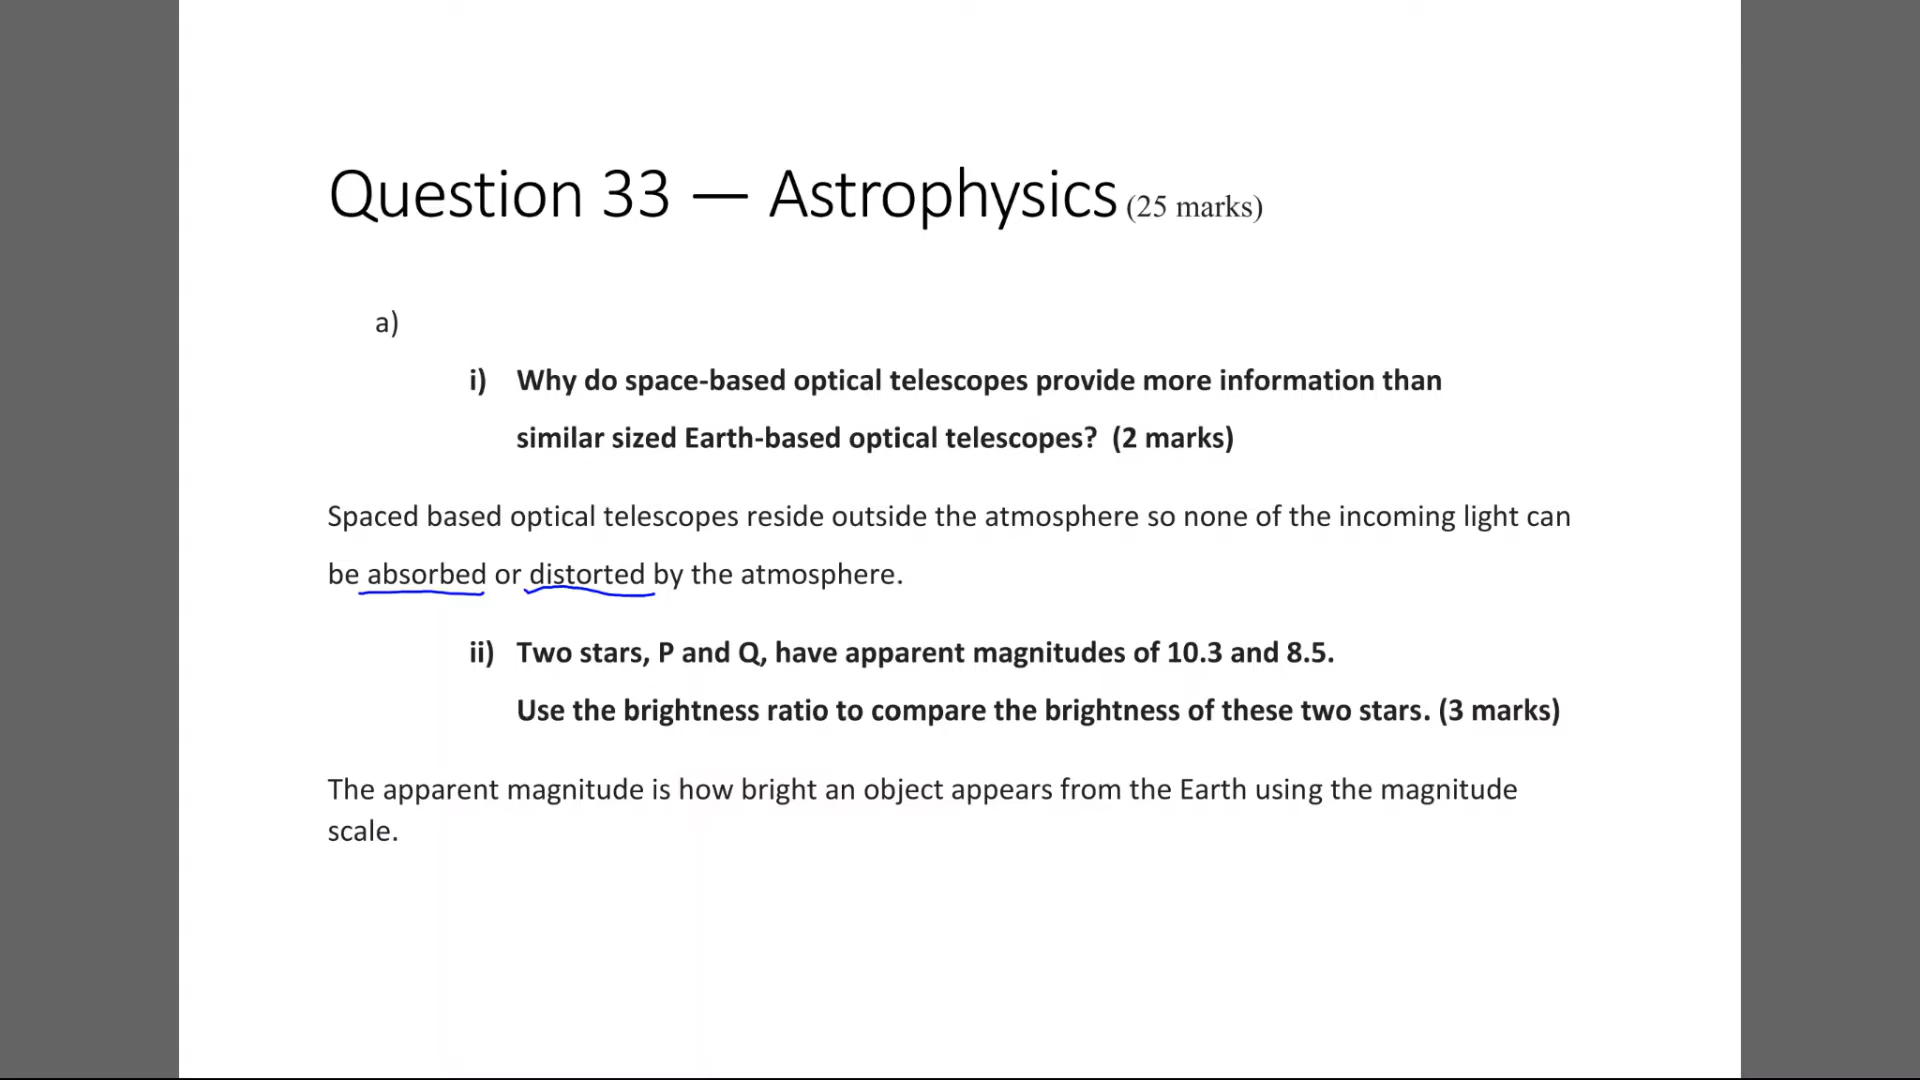 Question 33 — Astrophysics (25 marks)
a)
i) Why do space-based optical telescopes provide more information than
similar sized Earth-based optical telescopes? (2 marks)
Spaced based optical telescopes reside outside the atmosphere so none of the incoming light can
be absorbed or distorted by the atmosphere.
ii) Two stars, P and Q, have apparent magnitudes of 10.3 and 8.5.
Use the brightness ratio to compare the brightness of these two stars. (3 marks)
The apparent magnitude is how bright an object appears from the Earth using the magnitude
scale.